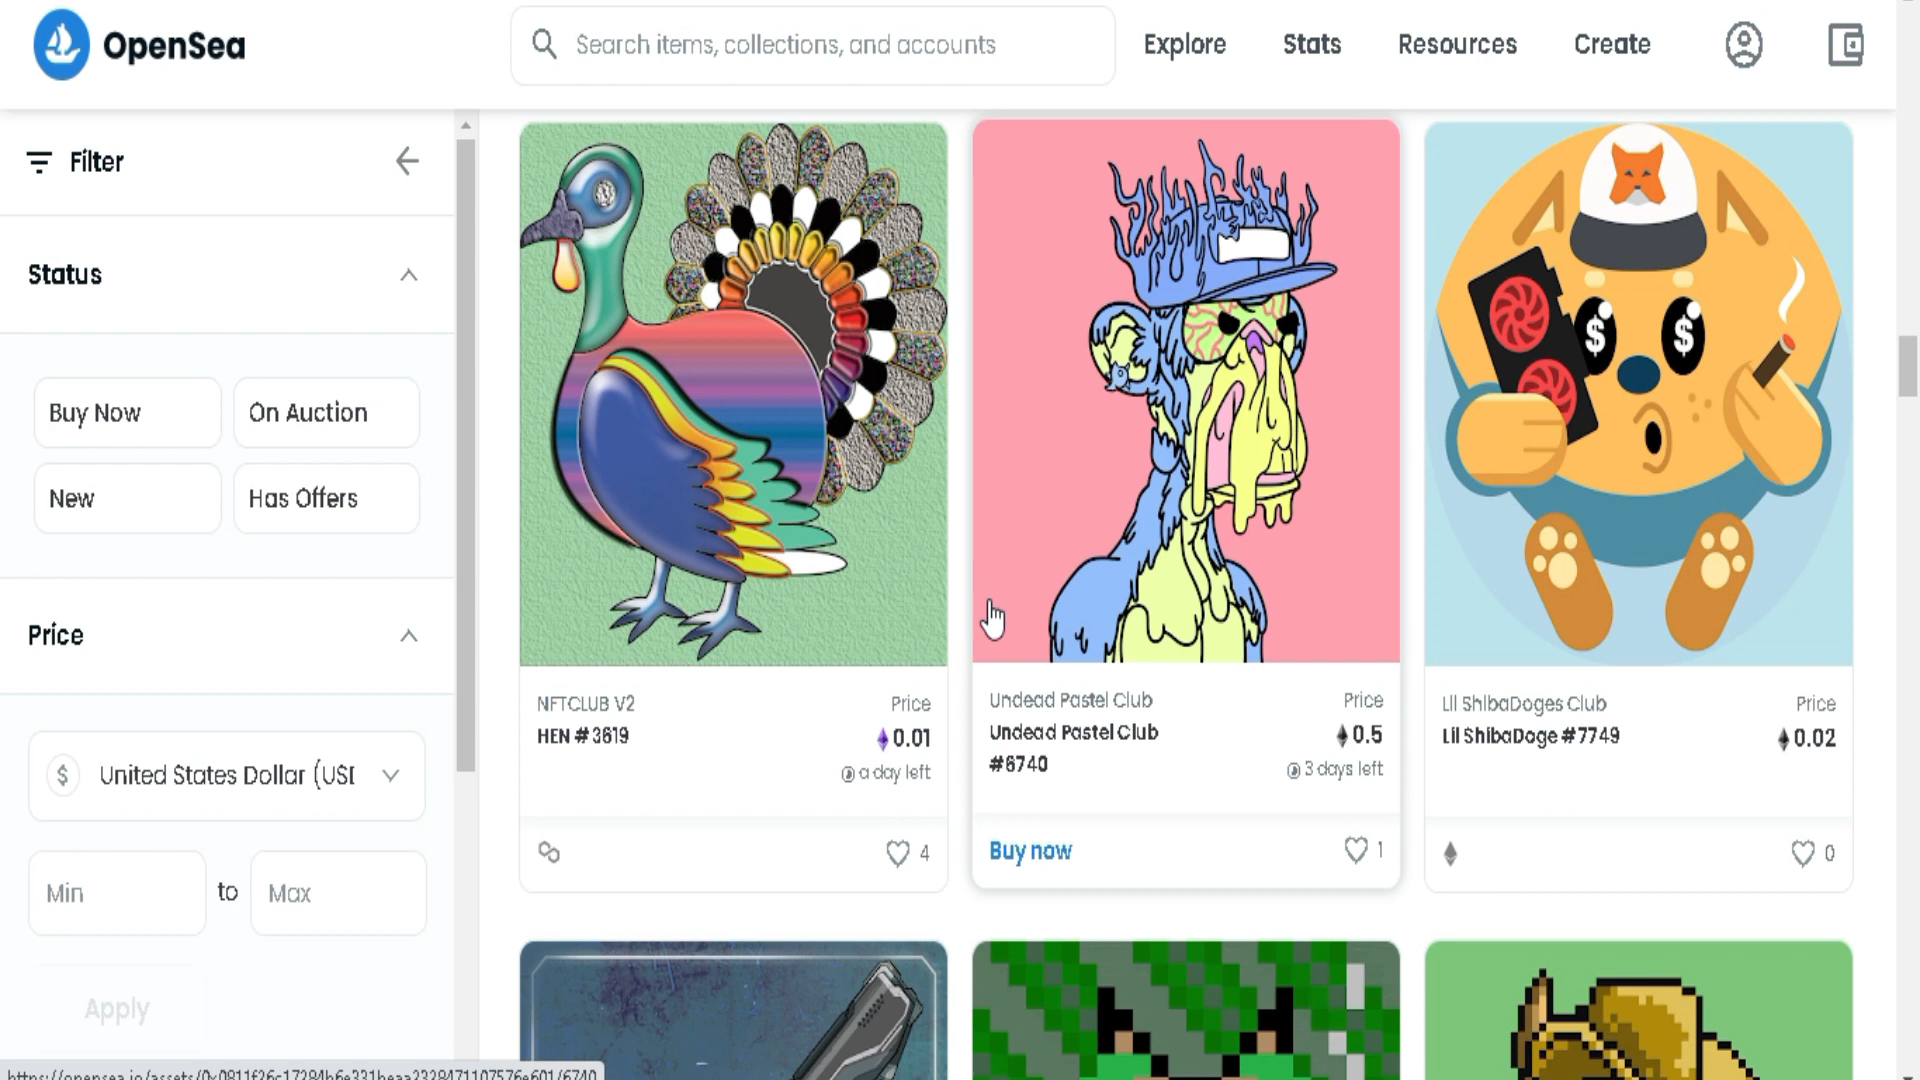 OpenSea
Search items, collections, and accounts
Explore
Stats
Resources
Create
Filter
Status
Buy Now
On Auction
New
Has Offers
Price
$
United States Dollar (USD
Min
to
Max
Apply
NFTCLUB V2
Price
HEN #3619
0.01
a day left
4
Undead Pastel Club
Price
Undead Pastel Club
#6740
0.5
3 days left
Buy now
1
$ $
Lil ShibaDoges Club
Price
Lil ShibaDoge #7749
0.02
0